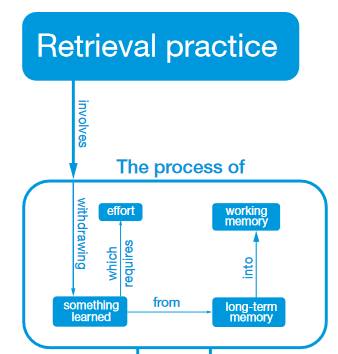 Retrieval practice
involves
The process of
withdrawing
effort
working
memory
which
requires
into
something
learned
from
long-term
memory